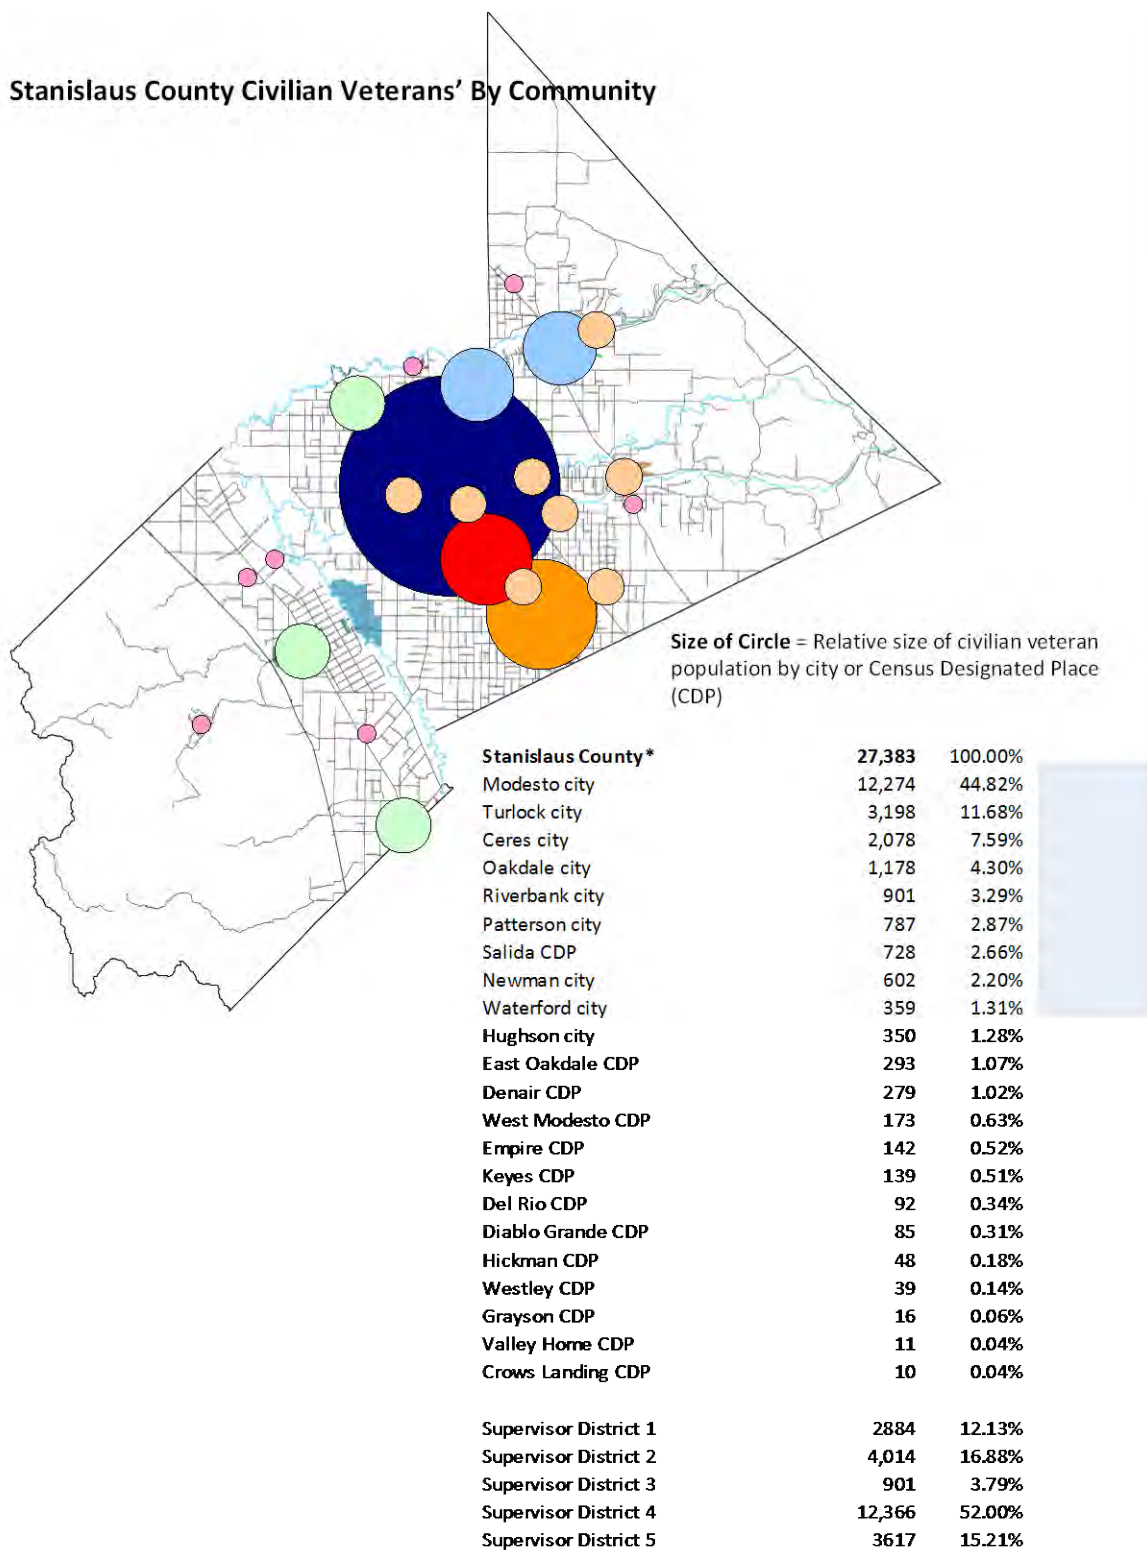 Stanislaus County Civilian Veterans’ By Community
Size of Circle = Relative size of civilian veteran
population by city or Census Designated Place
(CDP)
Stanislaus County* 27,383 100.00%
Modesto city 12,274 44.82%
Turlock city 3,198 11.68%
Ceres city 2,078 7.59%
Oakdale city 1,178 4.30%
Riverbank city 901 3.29%
Patterson city 787 2.87%
Salida CDP 728 2.66%
Newman city 602 2.20%
Waterford city 359 1.31%
Hughson city 350 1.28%
East Oakdale CDP 293 1.07%
Denair CDP 279 1.02%
West Modesto CDP 173 0.63%
Empire CDP 142 0.52%
Keyes CDP 139 0.51%
Del Rio CDP 92 0.34%
Diablo Grande CDP 85 0.31%
Hickman CDP 48 0.18%
Westley CDP 39 0.14%
Grayson CDP 16 0.06%
Valley Home CDP 11 0.04%
Crows Landing CDP 10 0.04%
Supervisor District 1 2884 12.13%
Supervisor District 2 4,014 16.88%
Supervisor District 3 901 3.79%
Supervisor District 4 12,366 52.00%
Supervisor District 5 3617 15.21%